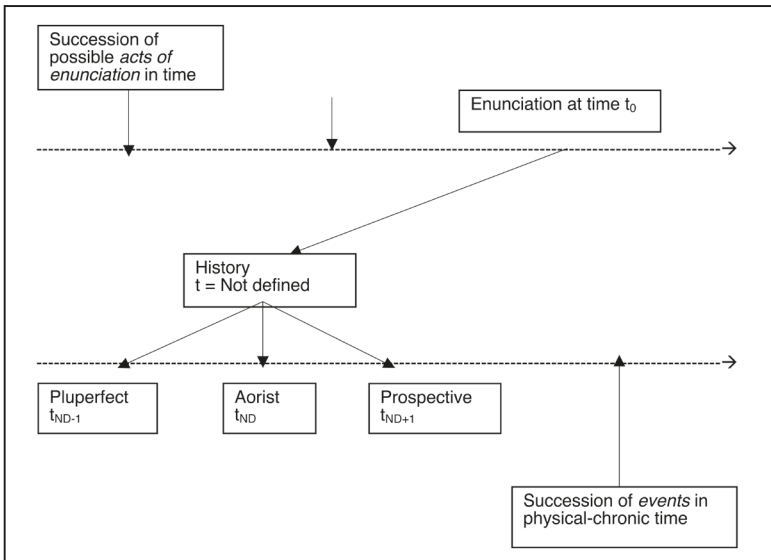 Succession of
possible acts of
enunciation in time
Enunciation at time t₀
History
t = Not defined
Pluperfect
tND-1
Aorist
tND
Prospective
tND+1
Succession of events in
physical-chronic time